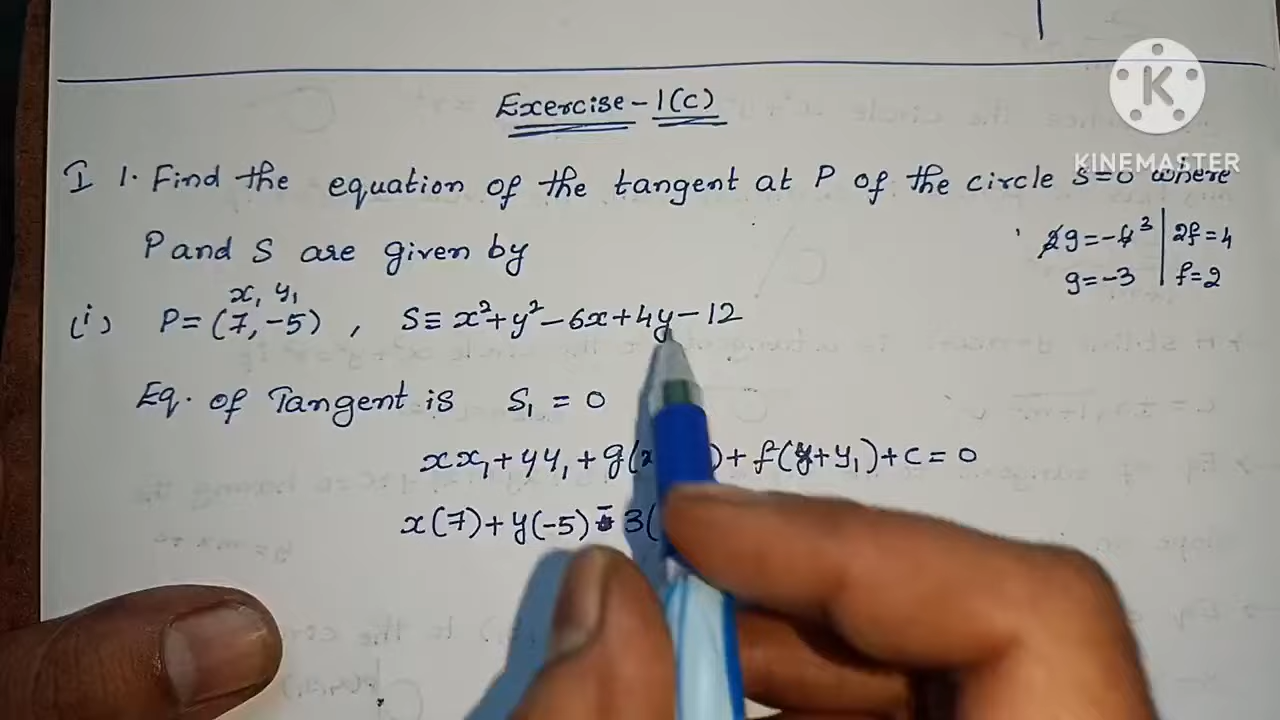 Exercise-1(c)
K
KINEMASTER
I 1. Find the equation of the tangent at P of the circle S=0 where
P and S are given by
2g=-6 3 | 2f=4
g=-3 | f=2
x, y₁
(i) P=(7,-5), S≡x²+y²-6x+4y-12
Eq. of Tangent is S₁ = 0
xx₁+yy₁+g(x )+f(y+y₁)+c=0
x(7)+y(-5)-3(